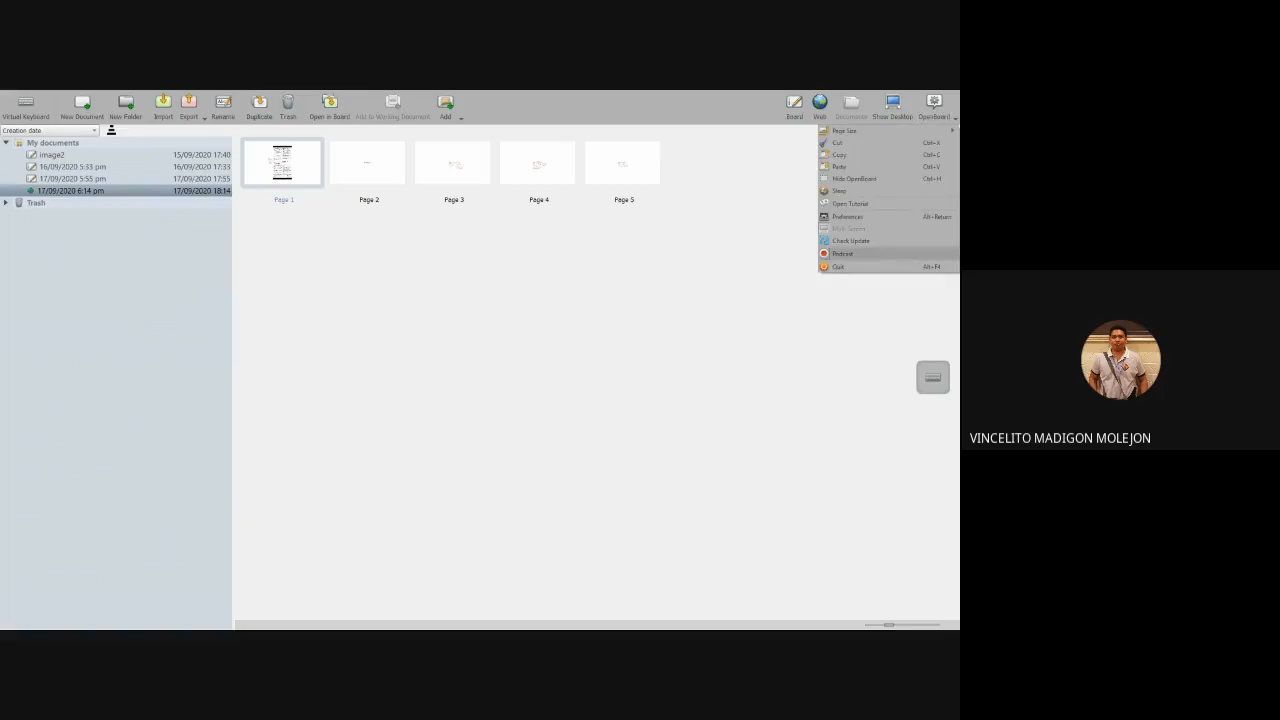 Virtual Keyboard New Document New Folder Import Export Rename Duplicate Trash Open in Board Add to Working Document Add Board Web Documents Show Desktop OpenBoard
Creation date
My documents
image2 15/09/2020 17:40
16/09/2020 5:33 pm 16/09/2020 17:33
17/09/2020 5:55 pm 17/09/2020 17:55
17/09/2020 6:14 pm 17/09/2020 18:14
Trash
Page 1 Page 2 Page 3 Page 4 Page 5
Page Size
Cut Ctrl+X
Copy Ctrl+C
Paste Ctrl+V
Hide OpenBoard Ctrl+H
Sleep
Open Tutorial
Preferences Alt+Return
Check Update
Podcast
Quit Alt+F4
VINCELITO MADIGON MOLEJON